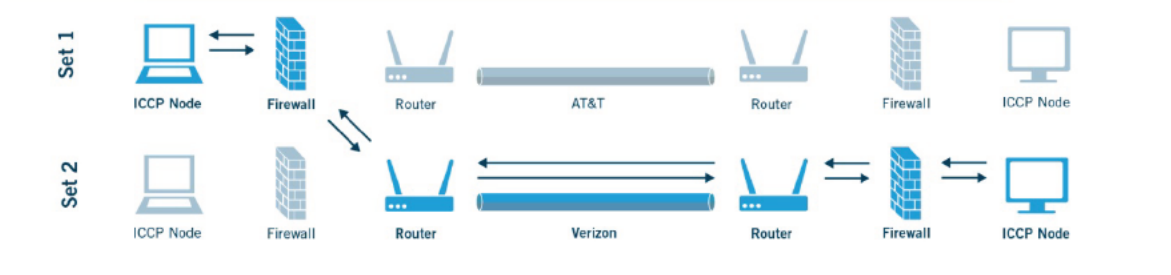 Set 1
ICCP Node
Firewall
Router
AT&T
Router
Firewall
ICCP Node
Set 2
ICCP Node
Firewall
Router
Verizon
Router
Firewall
ICCP Node